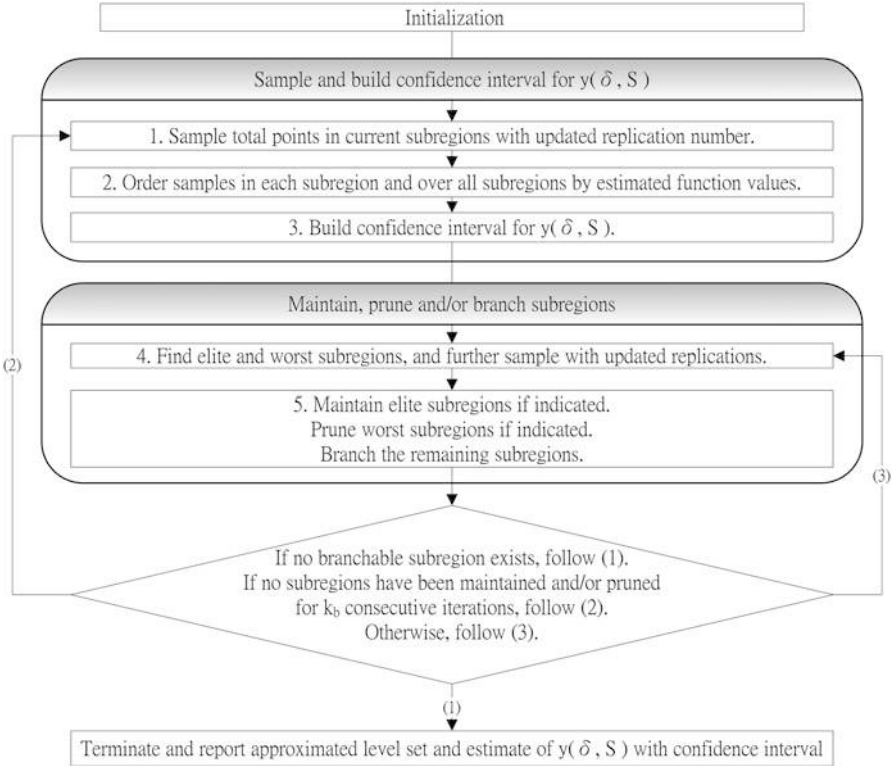 Initialization
Sample and build confidence interval for y( δ , S )
1. Sample total points in current subregions with updated replication number.
2. Order samples in each subregion and over all subregions by estimated function values.
3. Build confidence interval for y( δ , S ).
Maintain, prune and/or branch subregions
4. Find elite and worst subregions, and further sample with updated replications.
5. Maintain elite subregions if indicated.
Prune worst subregions if indicated.
Branch the remaining subregions.
(2)
(3)
If no branchable subregion exists, follow (1).
If no subregions have been maintained and/or pruned
for k_b consecutive iterations, follow (2).
Otherwise, follow (3).
(1)
Terminate and report approximated level set and estimate of y( δ , S ) with confidence interval